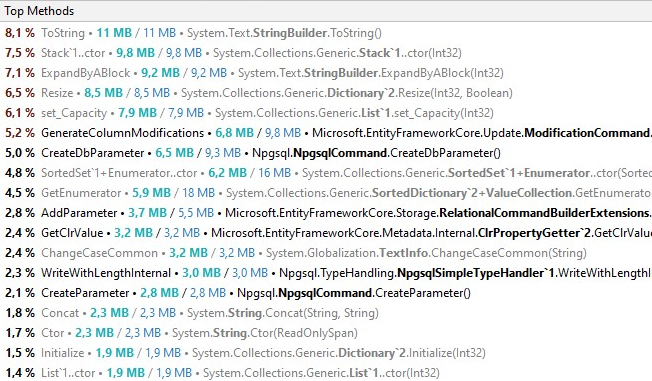 Top Methods
8,1 % ToString • 11 MB / 11 MB • System.Text.StringBuilder.ToString()
7,5 % Stack`1..ctor • 9,8 MB / 9,8 MB • System.Collections.Generic.Stack`1..ctor(Int32)
7,1 % ExpandByABlock • 9,2 MB / 9,2 MB • System.Text.StringBuilder.ExpandByABlock(Int32)
6,5 % Resize • 8,5 MB / 8,5 MB • System.Collections.Generic.Dictionary`2.Resize(Int32, Boolean)
6,1 % set_Capacity • 7,9 MB / 7,9 MB • System.Collections.Generic.List`1.set_Capacity(Int32)
5,2 % GenerateColumnModifications • 6,8 MB / 9,8 MB • Microsoft.EntityFrameworkCore.Update.ModificationCommand.
5,0 % CreateDbParameter • 6,5 MB / 9,3 MB • Npgsql.NpgsqlCommand.CreateDbParameter()
4,8 % SortedSet`1+Enumerator..ctor • 6,2 MB / 16 MB • System.Collections.Generic.SortedSet`1+Enumerator..ctor(Sorted
4,5 % GetEnumerator • 5,9 MB / 18 MB • System.Collections.Generic.SortedDictionary`2+ValueCollection.GetEnumerato
2,8 % AddParameter • 3,7 MB / 5,5 MB • Microsoft.EntityFrameworkCore.Storage.RelationalCommandBuilderExtensions.
2,4 % GetClrValue • 3,2 MB / 3,2 MB • Microsoft.EntityFrameworkCore.Metadata.Internal.ClrPropertyGetter`2.GetClrValu
2,4 % ChangeCaseCommon • 3,2 MB / 3,2 MB • System.Globalization.TextInfo.ChangeCaseCommon(String)
2,3 % WriteWithLengthInternal • 3,0 MB / 3,0 MB • Npgsql.TypeHandling.NpgsqlSimpleTypeHandler`1.WriteWithLengthI
2,1 % CreateParameter • 2,8 MB / 2,8 MB • Npgsql.NpgsqlCommand.CreateParameter()
1,8 % Concat • 2,3 MB / 2,3 MB • System.String.Concat(String, String)
1,7 % Ctor • 2,3 MB / 2,3 MB • System.String.Ctor(ReadOnlySpan)
1,5 % Initialize • 1,9 MB / 1,9 MB • System.Collections.Generic.Dictionary`2.Initialize(Int32)
1,4 % List`1..ctor • 1,9 MB / 1,9 MB • System.Collections.Generic.List`1..ctor(Int32)